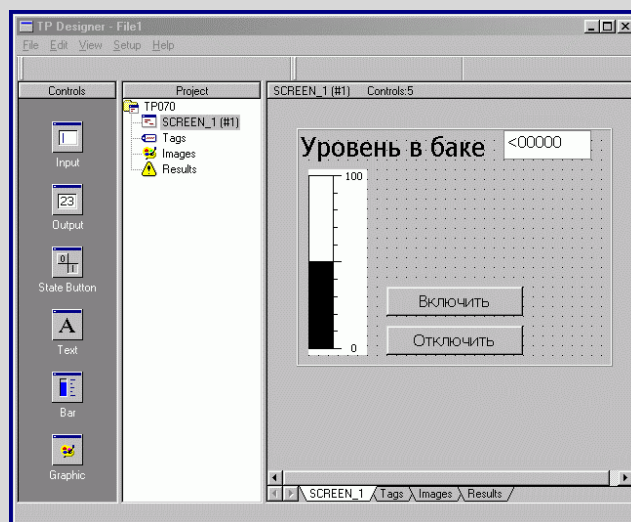 TP Designer - File1
File Edit View Setup Help
Controls
Project
SCREEN_1 (#1) Controls:5
Input
Output
State Button
Text
Bar
Graphic
TP070
SCREEN_1 (#1)
Tags
Images
Results
Уровень в баке
<00000
100
0
Включить
Отключить
23
0 1
A
SCREEN_1 Tags Images Results